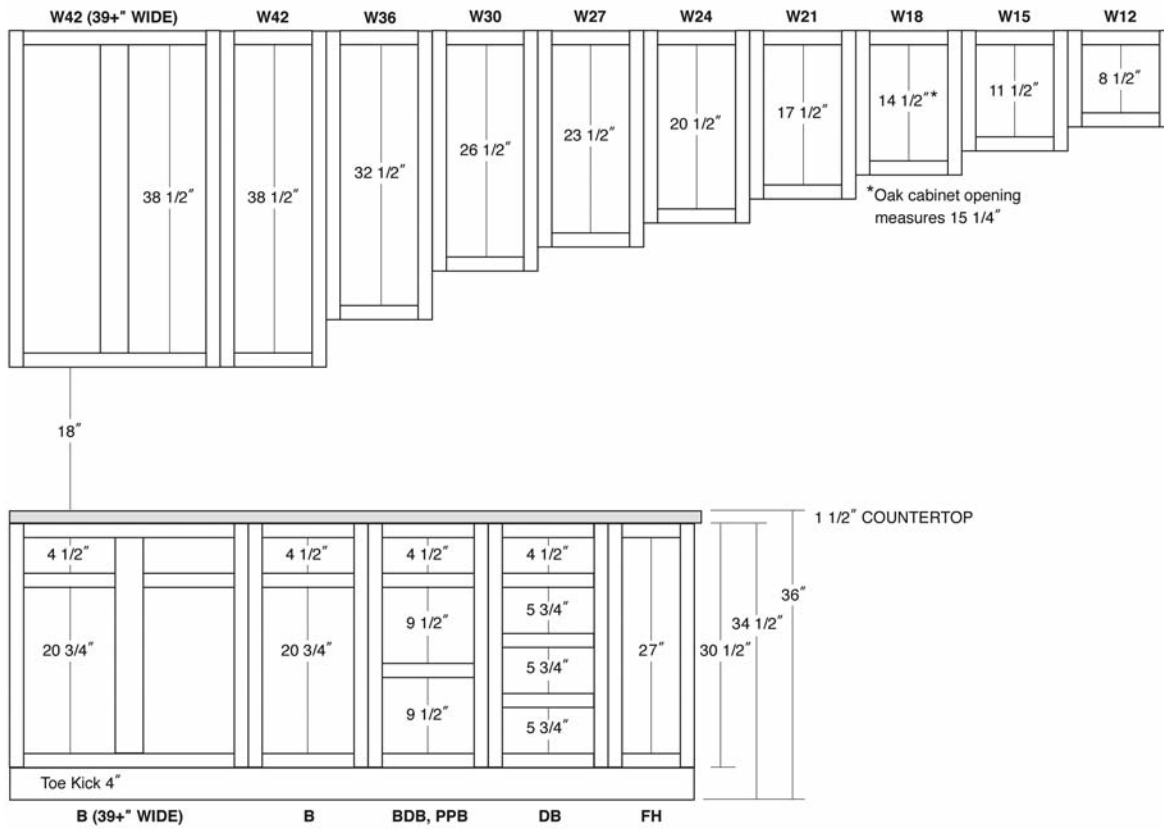 W42 (39+" WIDE) W42 W36 W30 W27 W24 W21 W18 W15 W12
8 1/2"
11 1/2"
14 1/2"*
17 1/2"
20 1/2"
23 1/2"
26 1/2"
32 1/2"
38 1/2" 38 1/2"
*Oak cabinet opening
measures 15 1/4"
18"
1 1/2" COUNTERTOP
4 1/2" 4 1/2" 4 1/2" 4 1/2"
36"
5 3/4"
34 1/2"
9 1/2"
20 3/4" 20 3/4" 27" 30 1/2"
5 3/4"
9 1/2"
5 3/4"
Toe Kick 4"
B (39+" WIDE) B BDB, PPB DB FH